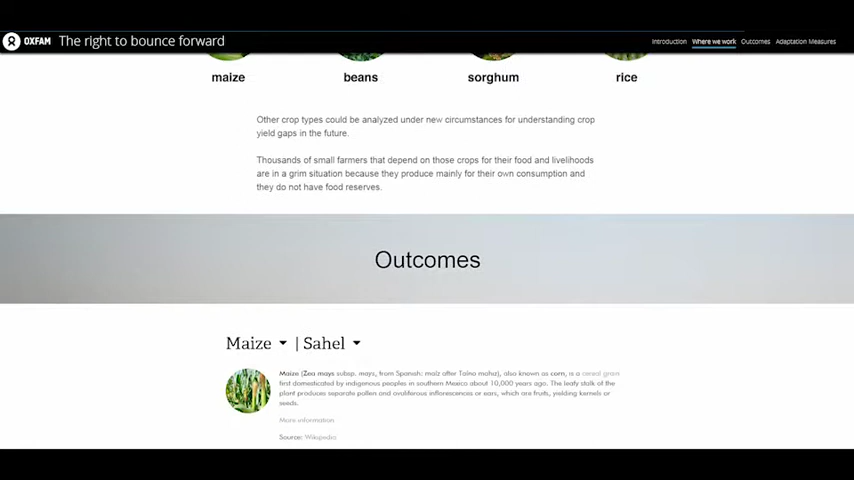 OXFAM The right to bounce forward Introduction Where we work Outcomes Adaptation Measures
maize beans sorghum rice
Other crop types could be analyzed under new circumstances for understanding crop
yield gaps in the future.
Thousands of small farmers that depend on those crops for their food and livelihoods
are in a grim situation because they produce mainly for their own consumption and
they do not have food reserves.
Outcomes
Maize | Sahel
Maize (Zea mays subsp. mays, from Spanish: maíz after Taíno mahiz), also known as corn, is a cereal grain
first domesticated by indigenous peoples in southern Mexico about 10,000 years ago. The leafy stalk of the
plant produces separate pollen and ovuliferous inflorescences or ears, which are fruits, yielding kernels or
seeds.
More information
Source: Wikipedia